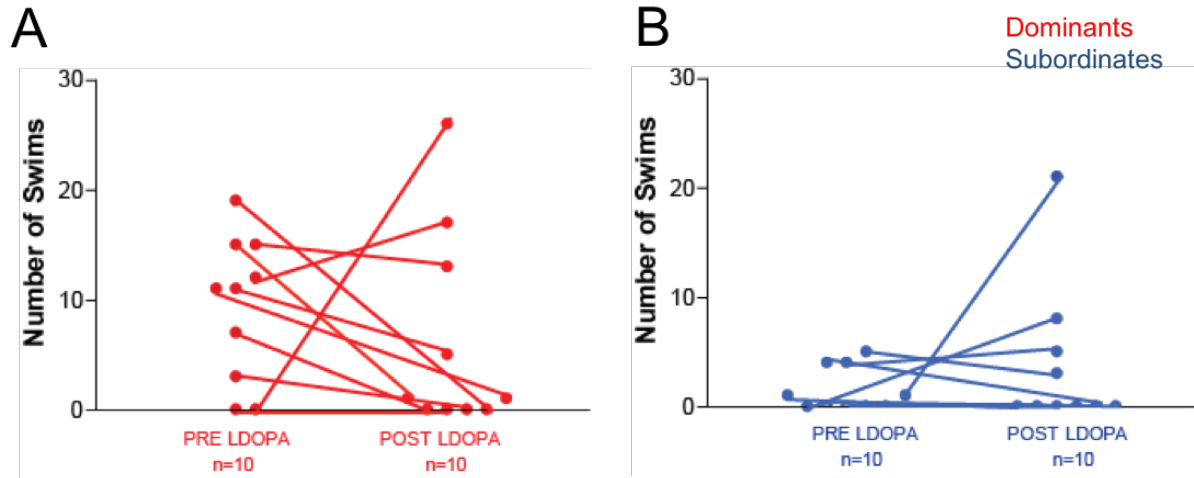 A
B
Dominants
Subordinates
30
20
10
0
Number of Swims
PRE LDOPA
n=10
POST LDOPA
n=10
30
20
10
0
Number of Swims
PRE LDOPA
n=10
POST LDOPA
n=10